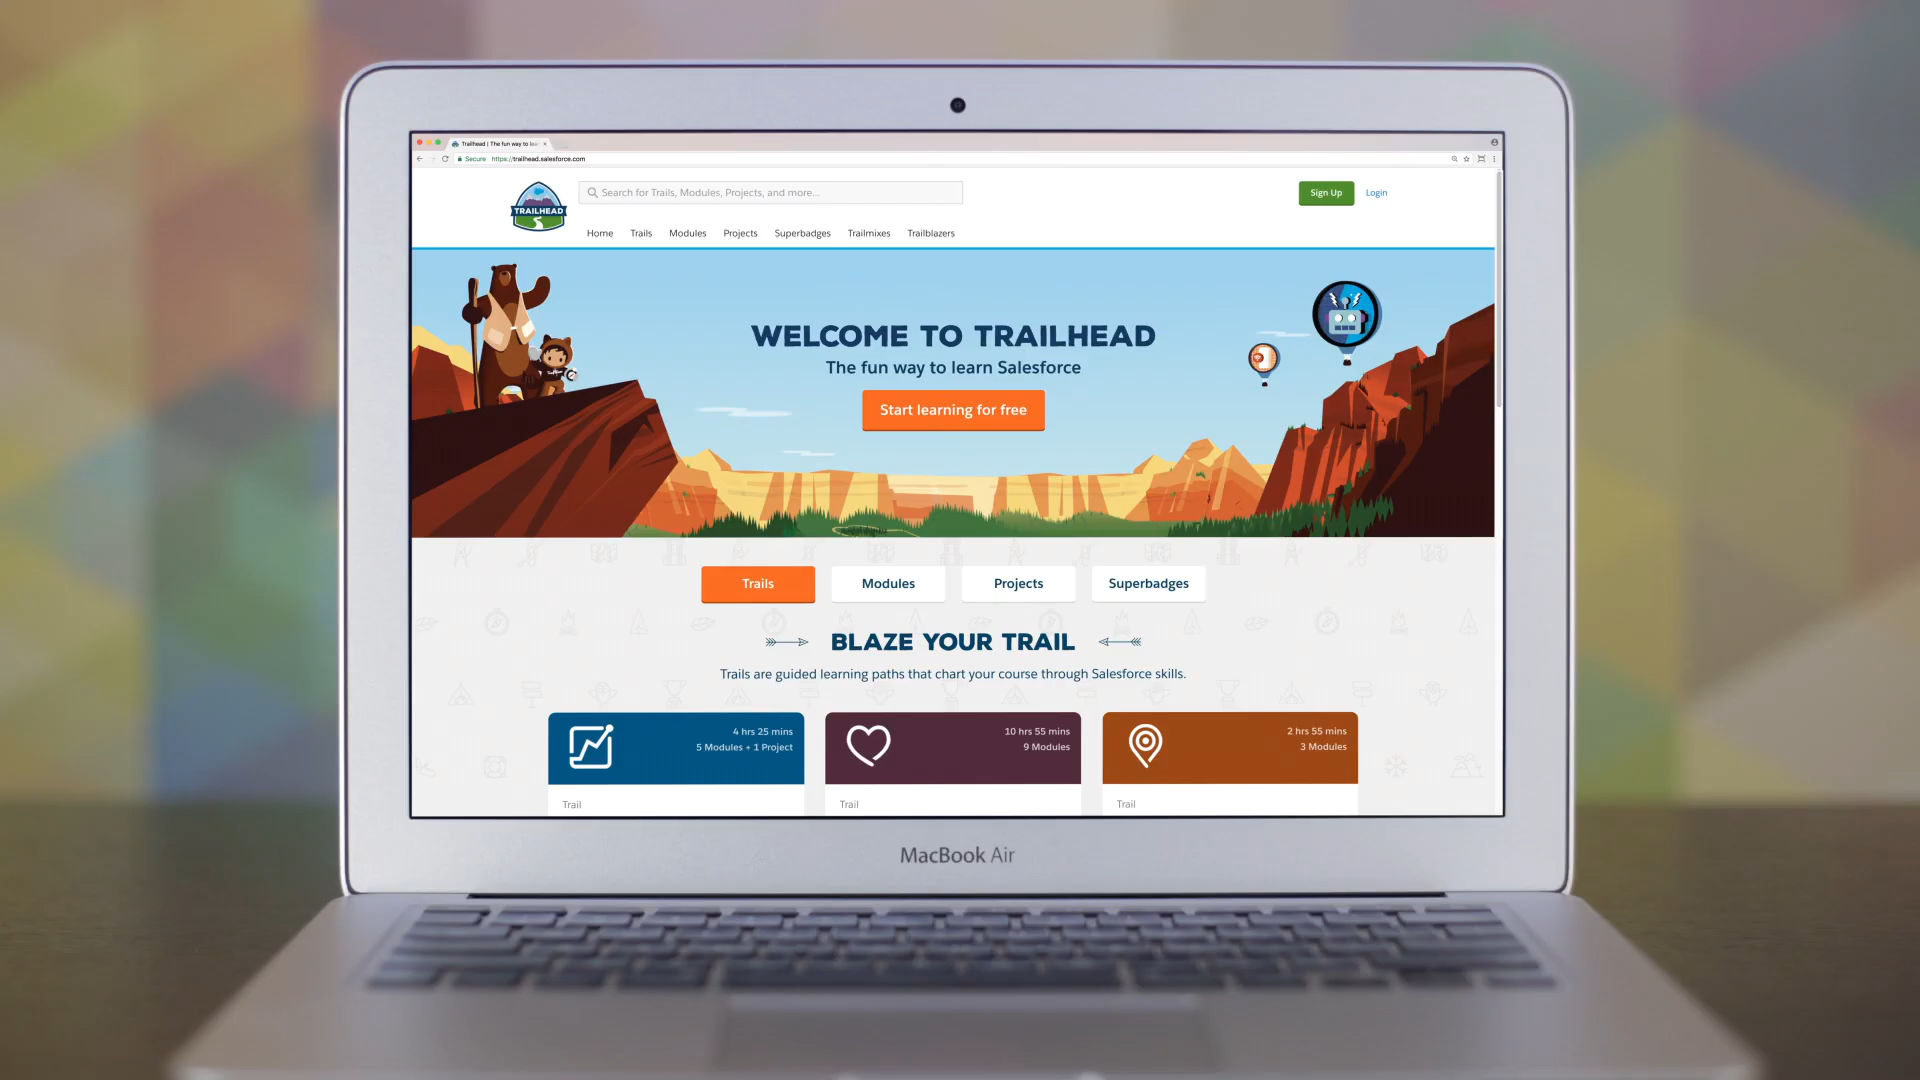 Trailhead | The fun way to lea
Secure https://trailhead.salesforce.com
TRAILHEAD
Search for Trails, Modules, Projects, and more...
Sign Up Login
Home Trails Modules Projects Superbadges Trailmixes Trailblazers
WELCOME TO TRAILHEAD
The fun way to learn Salesforce
Start learning for free
Trails Modules Projects Superbadges
BLAZE YOUR TRAIL
Trails are guided learning paths that chart your course through Salesforce skills.
4 hrs 25 mins
5 Modules + 1 Project
10 hrs 55 mins
9 Modules
2 hrs 55 mins
3 Modules
Trail
Trail
Trail
MacBook Air